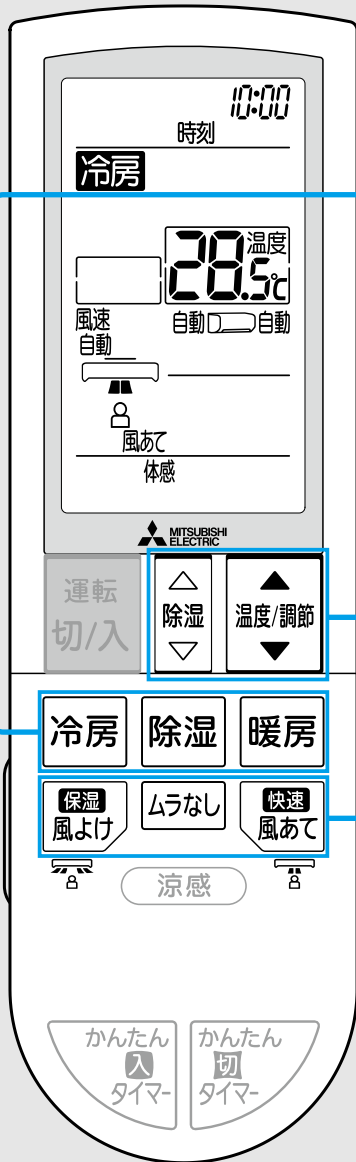 10:00
時刻
冷房
28.5℃ 温度
風速 自動 自動
自動
風あて
体感
MITSUBISHI
ELECTRIC
運転
切/入
△ ▲
除湿 温度/調節
▽ ▼
冷房 除湿 暖房
保湿 ムラなし 快速
風よけ 風あて
涼感
かんたん かんたん
入 切
タイマー タイマー